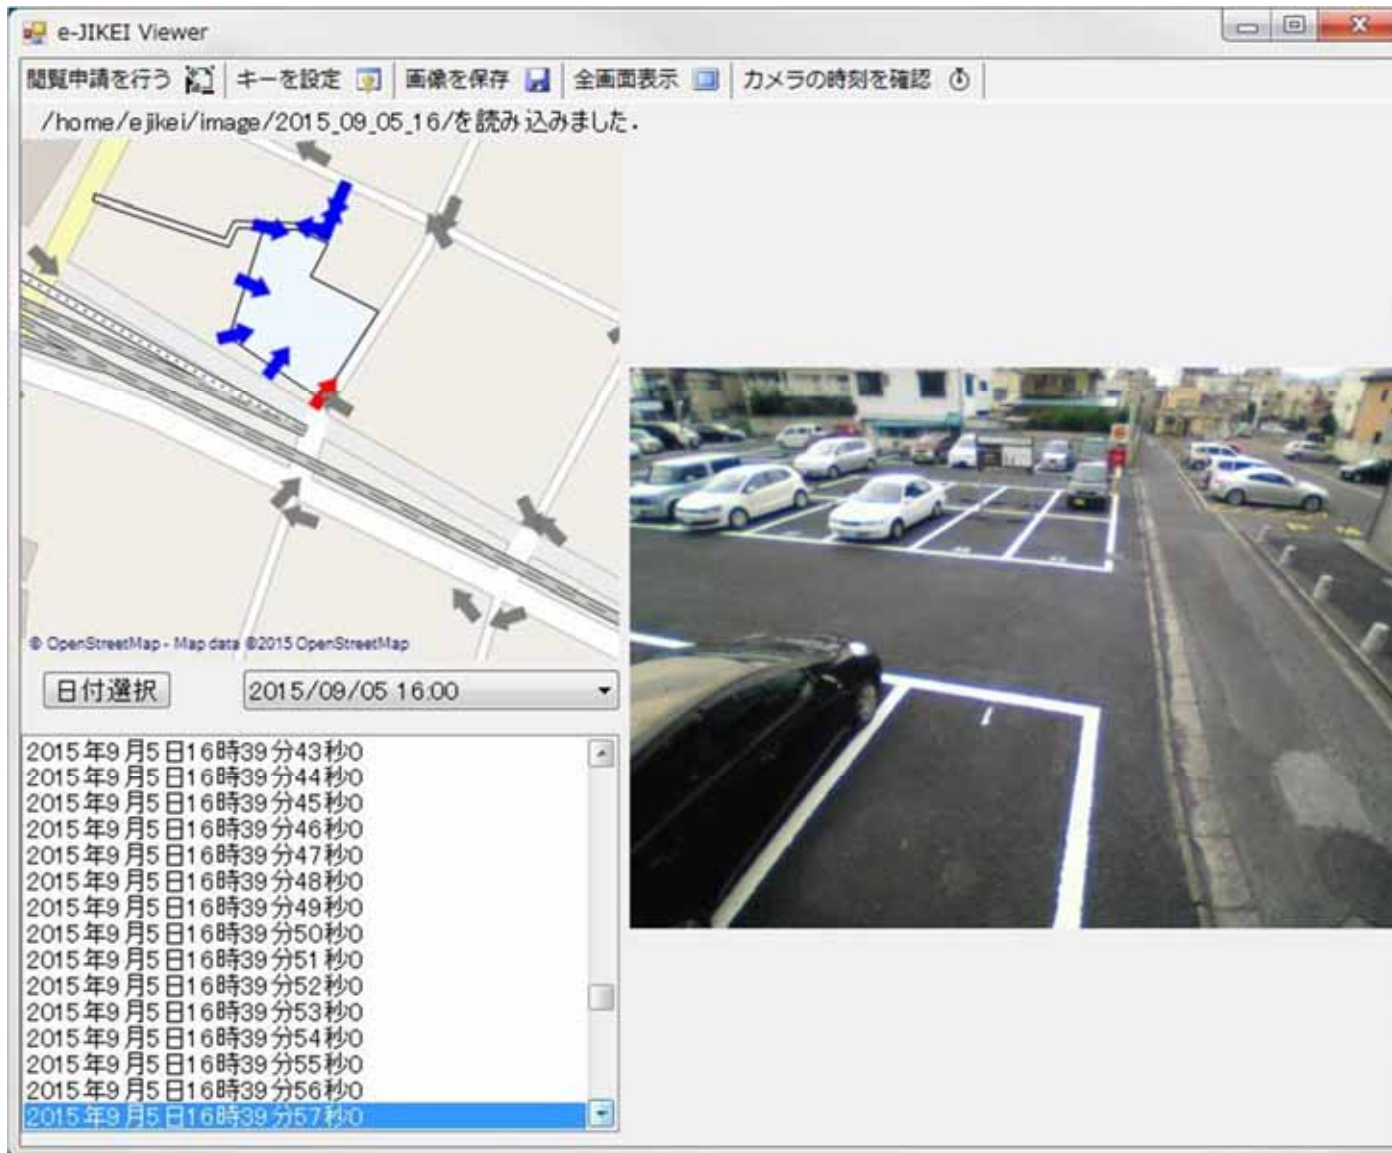 e-JIKEI Viewer
閲覧申請を行う キーを設定 画像を保存 全画面表示 カメラの時刻を確認
/home/ejikei/image/2015_09_05_16/を読み込みました.
© OpenStreetMap - Map data ©2015 OpenStreetMap
日付選択 2015/09/05 16:00
2015年9月5日16時39分43秒0
2015年9月5日16時39分44秒0
2015年9月5日16時39分45秒0
2015年9月5日16時39分46秒0
2015年9月5日16時39分47秒0
2015年9月5日16時39分48秒0
2015年9月5日16時39分49秒0
2015年9月5日16時39分50秒0
2015年9月5日16時39分51秒0
2015年9月5日16時39分52秒0
2015年9月5日16時39分53秒0
2015年9月5日16時39分54秒0
2015年9月5日16時39分55秒0
2015年9月5日16時39分56秒0
2015年9月5日16時39分57秒0